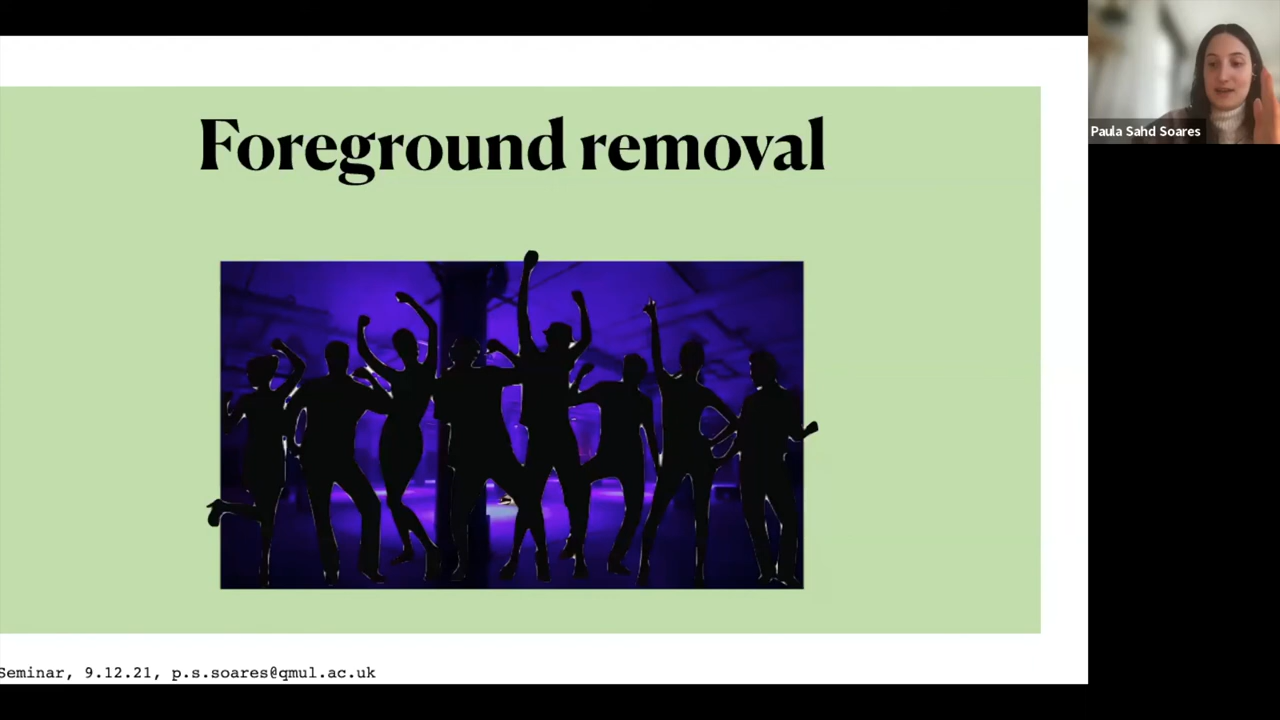 Foreground removal
Paula Sahd Soares
Seminar, 9.12.21, p.s.soares@qmul.ac.uk